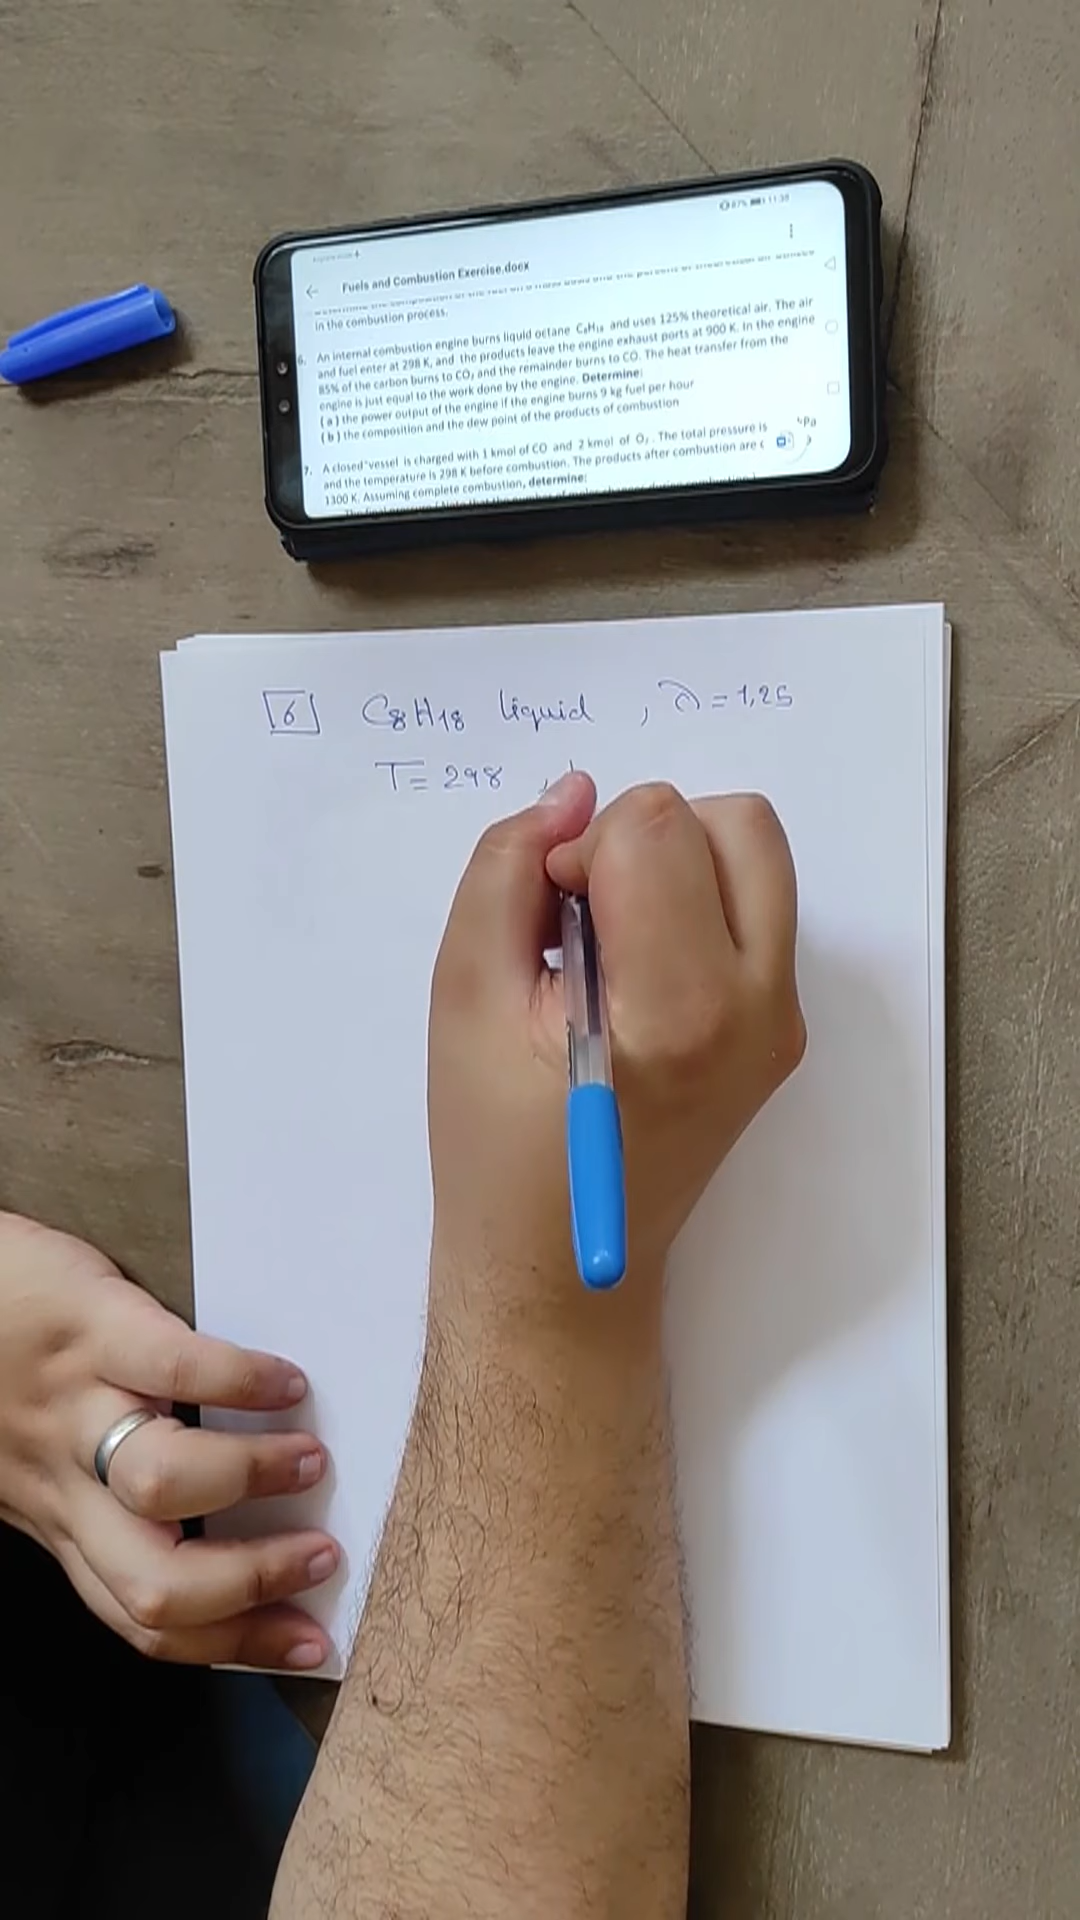 87% 11:35
Fuels and Combustion Exercise.docx
in the combustion process.
6. An internal combustion engine burns liquid octane C₈H₁₈ and uses 125% theoretical air. The air
and fuel enter at 298 K, and the products leave the engine exhaust ports at 900 K. In the engine
85% of the carbon burns to CO₂ and the remainder burns to CO. The heat transfer from the
engine is just equal to the work done by the engine. Determine:
( a ) the power output of the engine if the engine burns 9 kg fuel per hour
( b ) the composition and the dew point of the products of combustion
7. A closed vessel is charged with 1 kmol of CO and 2 kmol of O₂. The total pressure is kPa
and the temperature is 298 K before combustion. The products after combustion are
1300 K. Assuming complete combustion, determine:
6 C8H18 liquid , λ = 1,25
T= 298 ,